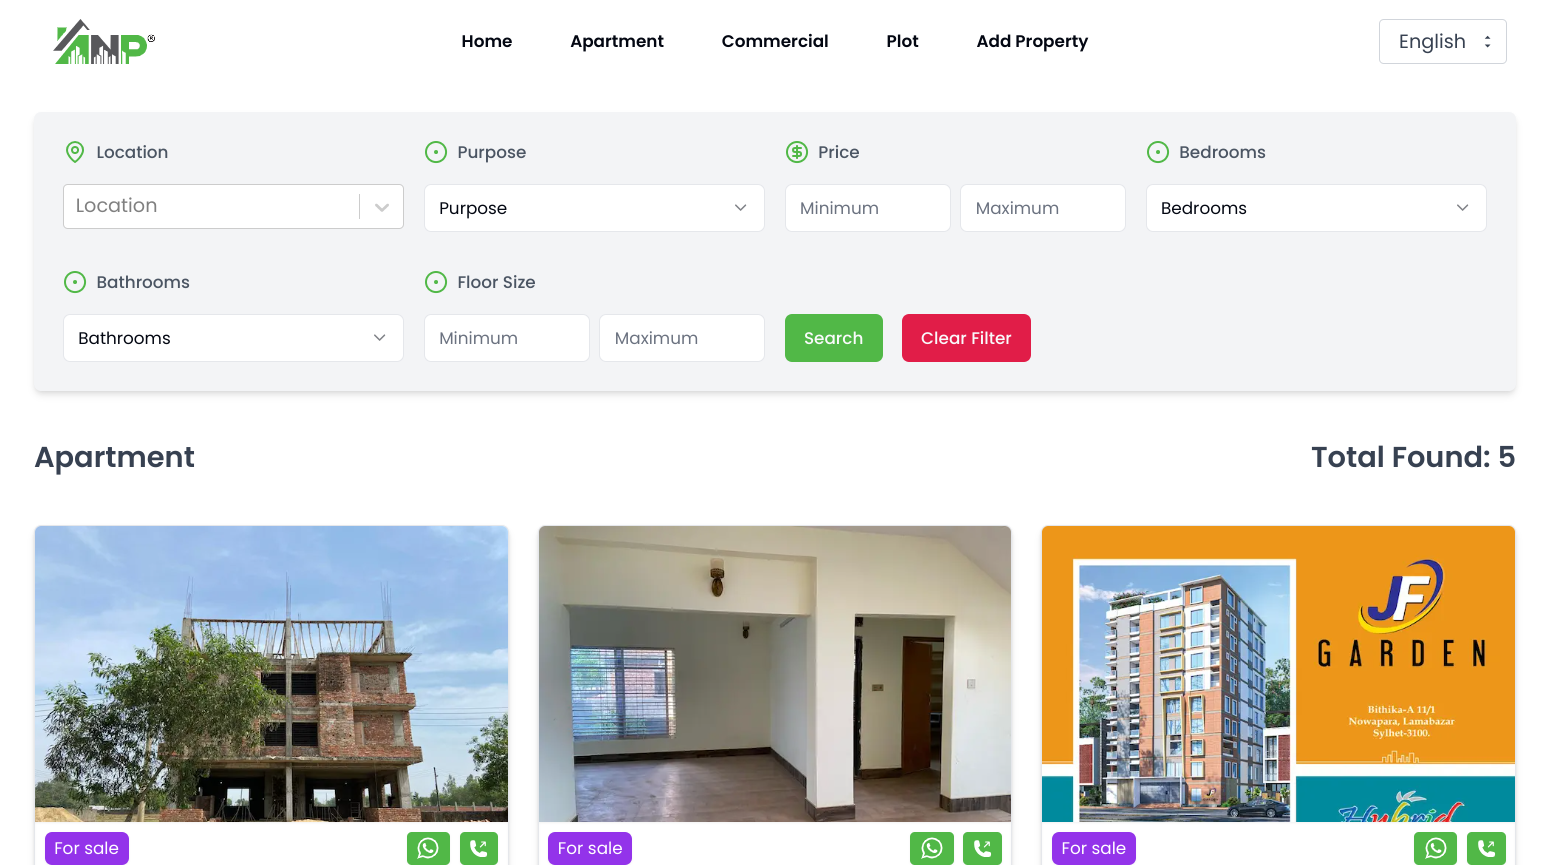 ANP®
Home
Apartment
Commercial
Plot
Add Property
English
Location
Purpose
Price
Bedrooms
Location
Purpose
Minimum
Maximum
Bedrooms
Bathrooms
Floor Size
Bathrooms
Minimum
Maximum
Search
Clear Filter
Apartment
Total Found: 5
JF
GARDEN
Bithika-A 11/1
Nowapara, Lamabazar
Sylhet-3100.
Hybrid
For sale
For sale
For sale